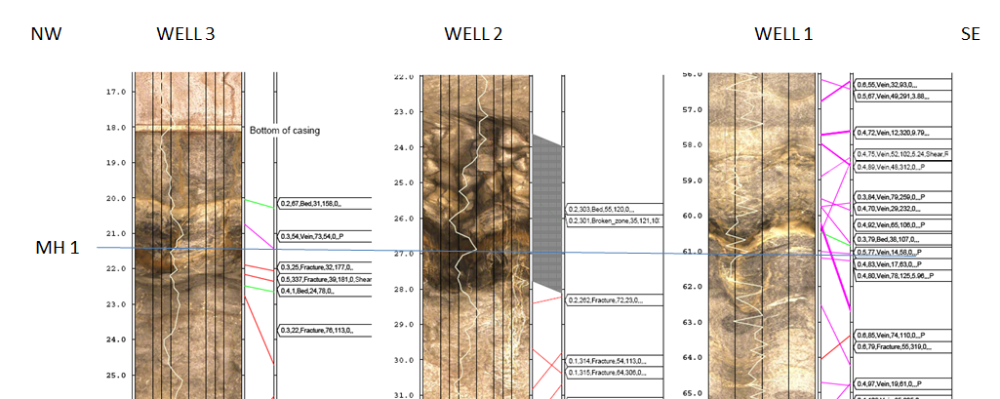 NW WELL 3 WELL 2 WELL 1 SE
17.0
18.0
Bottom of casing
19.0
20.0
0.2,67,Bed,31,158,0,,,
21.0
0.3,54,Vein,73,54,0,,,P
MH 1
22.0
0.3,25,Fracture,32,177,0,,,
0.5,337,Fracture,39,181,0,Shear
0.4,1,Bed,24,78,0,,,
23.0
0.3,22,Fracture,76,113,0,,,
24.0
25.0
22.0
23.0
24.0
25.0
0.2,303,Bed,55,120,0,,,
26.0
0.2,301,Broken_zone,35,121,10:
27.0
28.0
0.2,262,Fracture,72,23,0,,,
29.0
30.0
0.1,314,Fracture,54,113,0,,,
0.1,315,Fracture,64,306,0,,,
31.0
56.0
0.6,55,Vein,32,93,0,,,
0.5,67,Vein,49,291,3.88,,,
57.0
0.4,72,Vein,12,320,9.79,,,
58.0
0.4,75,Vein,52,102,5.24,Shear,F
0.4,89,Vein,48,312,0,,,P
59.0
0.3,84,Vein,79,259,0,,,P
0.4,70,Vein,29,232,0,,,
60.0
0.4,92,Vein,65,106,0,,,P
0.3,79,Bed,38,107,0,,,
61.0
0.5,77,Vein,14,58,0,,,P
0.4,83,Vein,17,63,0,,,P
0.4,80,Vein,78,125,5.96,,,P
62.0
63.0
0.6,85,Vein,74,110,0,,,P
0.6,79,Fracture,55,319,0,,,
64.0
0.4,97,Vein,19,61,0,,,P
65.0